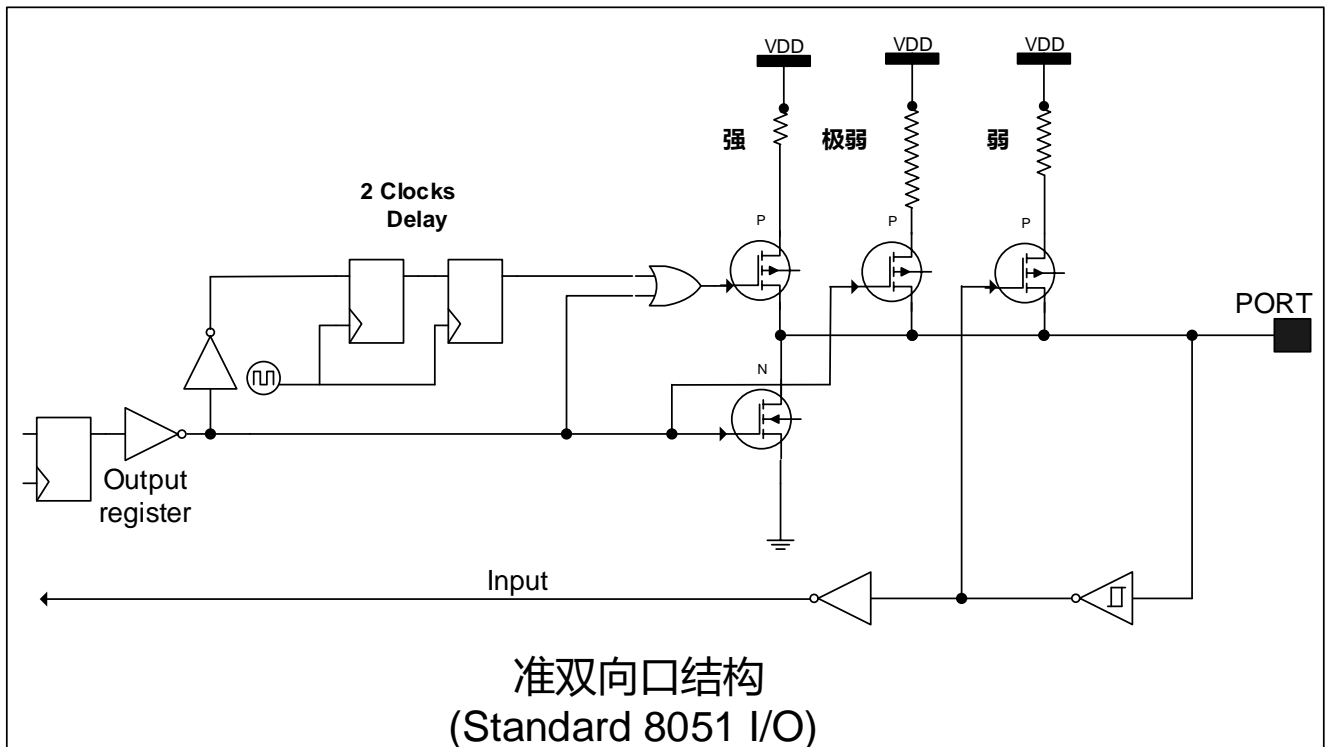 VDD
VDD
VDD
强
极弱
弱
2 Clocks
Delay
P
P
P
PORT
N
Output
register
Input
准双向口结构
(Standard 8051 I/O)